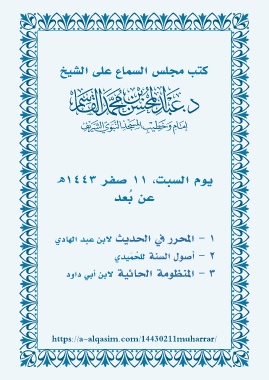 كتب مجلس السماع على الشيخ
د. عبد المحسن بن محمد القاسم
إمام وخطيب المسجد النبوي الشريف
يوم السبت، ١١ صفر ١٤٤٣هـ
عن بُعد
١ - المحرر في الحديث لابن عبد الهادي
٢ - أصول السنة للحُميدي
٣ - المنظومة الحائية لابن أبي داود
https://a-alqasim.com/14430211muharrar/